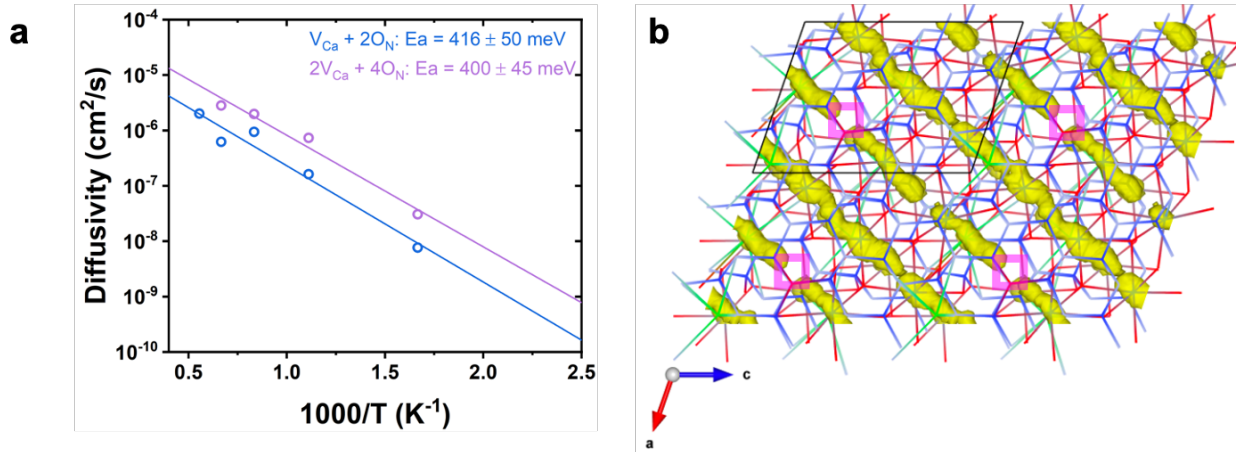 a
b
10⁻⁴
10⁻⁵
10⁻⁶
10⁻⁷
10⁻⁸
10⁻⁹
10⁻¹⁰
Diffusivity (cm²/s)
V_Ca + 2O_N: Ea = 416 ± 50 meV
2V_Ca + 4O_N: Ea = 400 ± 45 meV
0.5 1.0 1.5 2.0 2.5
1000/T (K⁻¹)
c
a